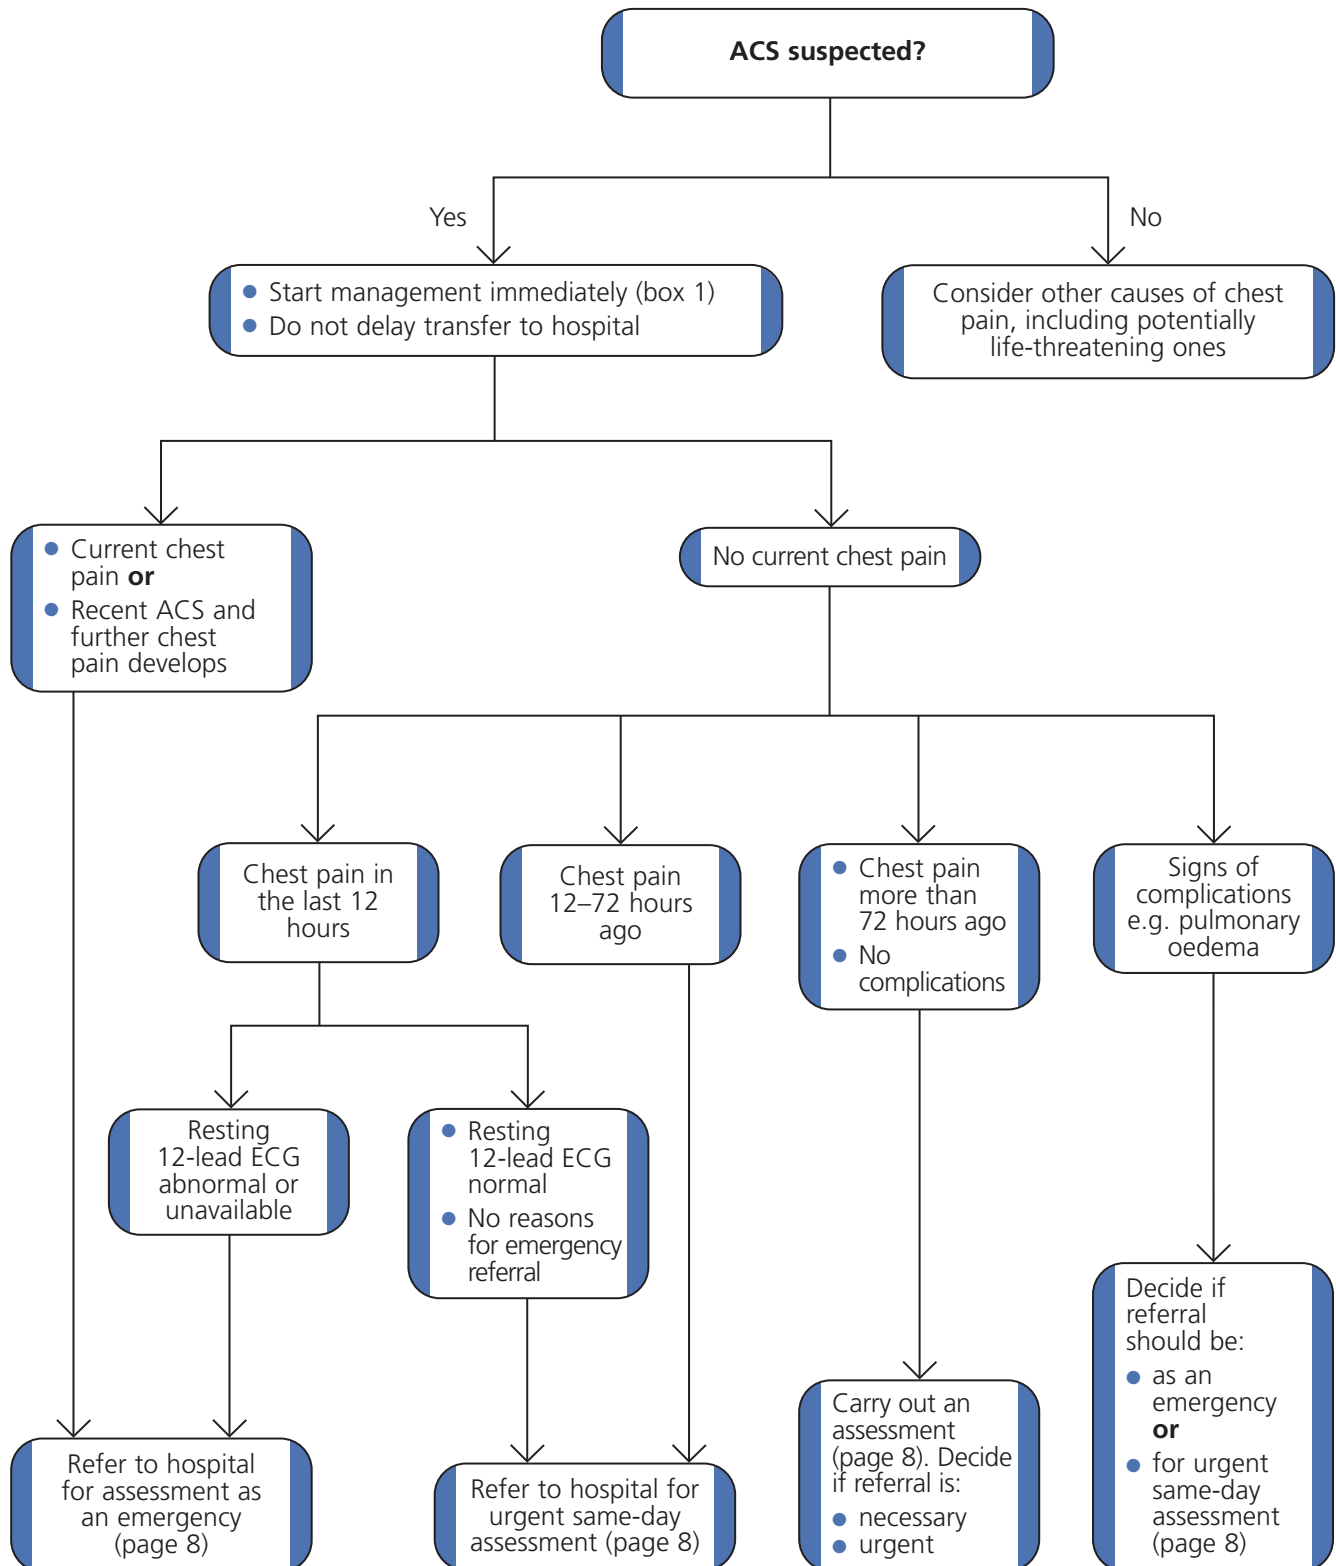 ACS suspected?
Yes
No
Start management immediately (box 1)
Do not delay transfer to hospital
Consider other causes of chest
pain, including potentially
life-threatening ones
Current chest
pain or
Recent ACS and
further chest
pain develops
No current chest pain
Chest pain in
the last 12
hours
Chest pain
12–72 hours
ago
Chest pain
more than
72 hours ago
No
complications
Signs of
complications
e.g. pulmonary
oedema
Resting
12-lead ECG
abnormal or
unavailable
Resting
12-lead ECG
normal
No reasons
for emergency
referral
Refer to hospital
for assessment as
an emergency
(page 8)
Refer to hospital for
urgent same-day
assessment (page 8)
Carry out an
assessment
(page 8). Decide
if referral is:
necessary
urgent
Decide if
referral
should be:
as an
emergency
or
for urgent
same-day
assessment
(page 8)